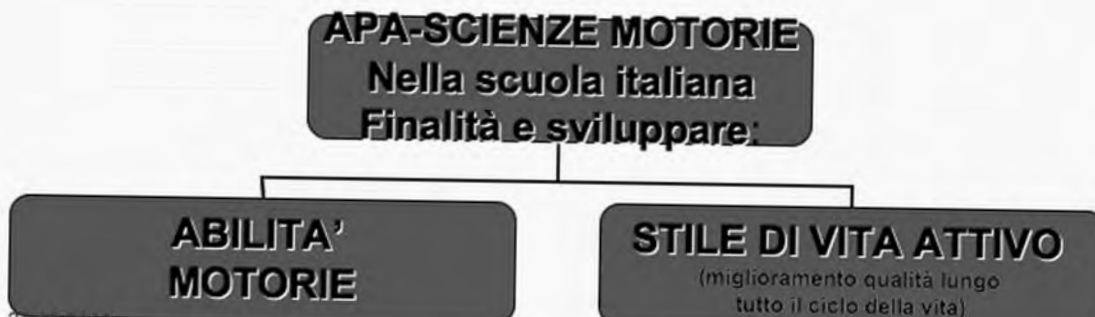 APA-SCIENZE MOTORIE
Nella scuola italiana
Finalità e sviluppare:
ABILITA'
MOTORIE
STILE DI VITA ATTIVO
(miglioramento qualità lungo
tutto il ciclo della vita)